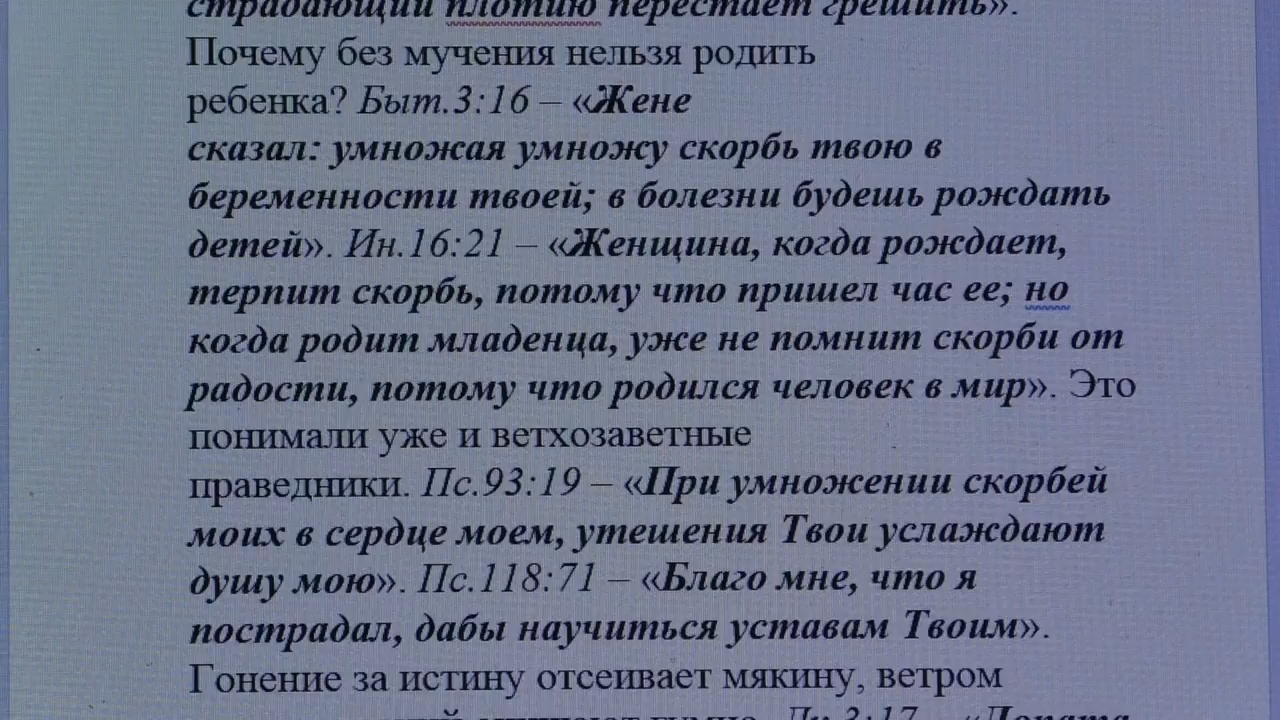 страдающий плотию перестает грешить».
Почему без мучения нельзя родить
ребенка? Быт.3:16 – «Жене
сказал: умножая умножу скорбь твою в
беременности твоей; в болезни будешь рождать
детей». Ин.16:21 – «Женщина, когда рождает,
терпит скорбь, потому что пришел час ее; но
когда родит младенца, уже не помнит скорби от
радости, потому что родился человек в мир». Это
понимали уже и ветхозаветные
праведники. Пс.93:19 – «При умножении скорбей
моих в сердце моем, утешения Твои услаждают
душу мою». Пс.118:71 – «Благо мне, что я
пострадал, дабы научиться уставам Твоим».
Гонение за истину отсеивает мякину, ветром
Лк.3:17 – «Лопата